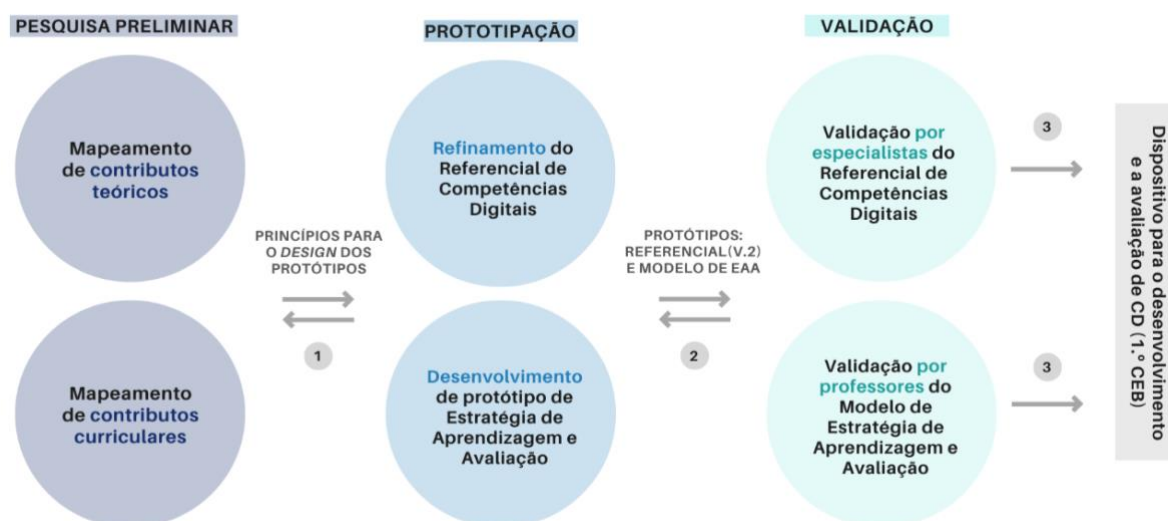 PESQUISA PRELIMINAR
Mapeamento
de contributos
teóricos
Mapeamento
de contributos
curriculares
PRINCÍPIOS PARA
O DESIGN DOS
PROTÓTIPOS
1
PROTOTIPAÇÃO
Refinamento do
Referencial de
Competências
Digitais
Desenvolvimento
de protótipo de
Estratégia de
Aprendizagem e
Avaliação
PROTÓTIPOS:
REFERENCIAL(V.2)
E MODELO DE EAA
2
VALIDAÇÃO
Validação por
especialistas do
Referencial de
Competências
Digitais
Validação por
professores do
Modelo de
Estratégia de
Aprendizagem e
Avaliação
3
3
Dispositivo para o desenvolvimento
e a avaliação de CD (1.º CEB)